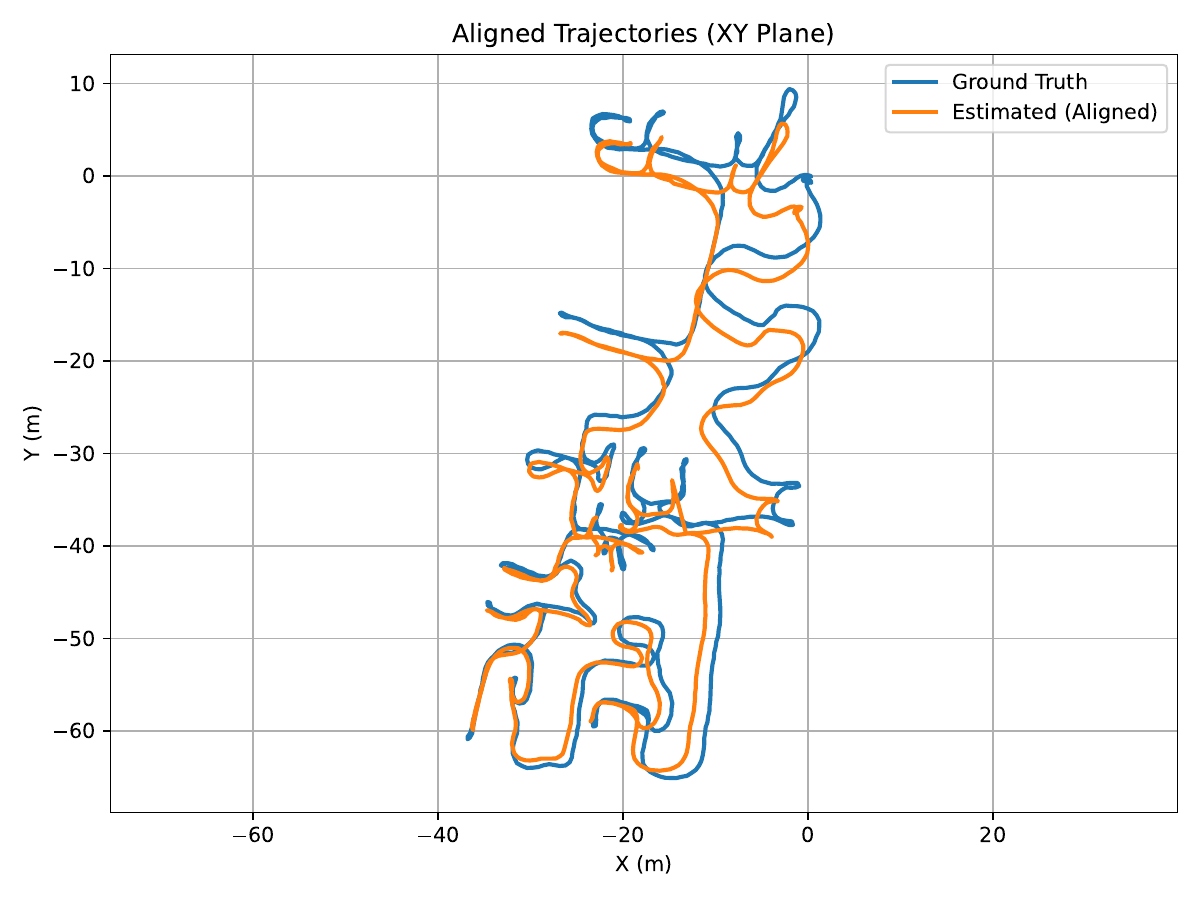 Aligned Trajectories (XY Plane)
Ground Truth
Estimated (Aligned)
10
0
−10
−20
−30
−40
−50
−60
Y (m)
−60
−40
−20
0
20
X (m)